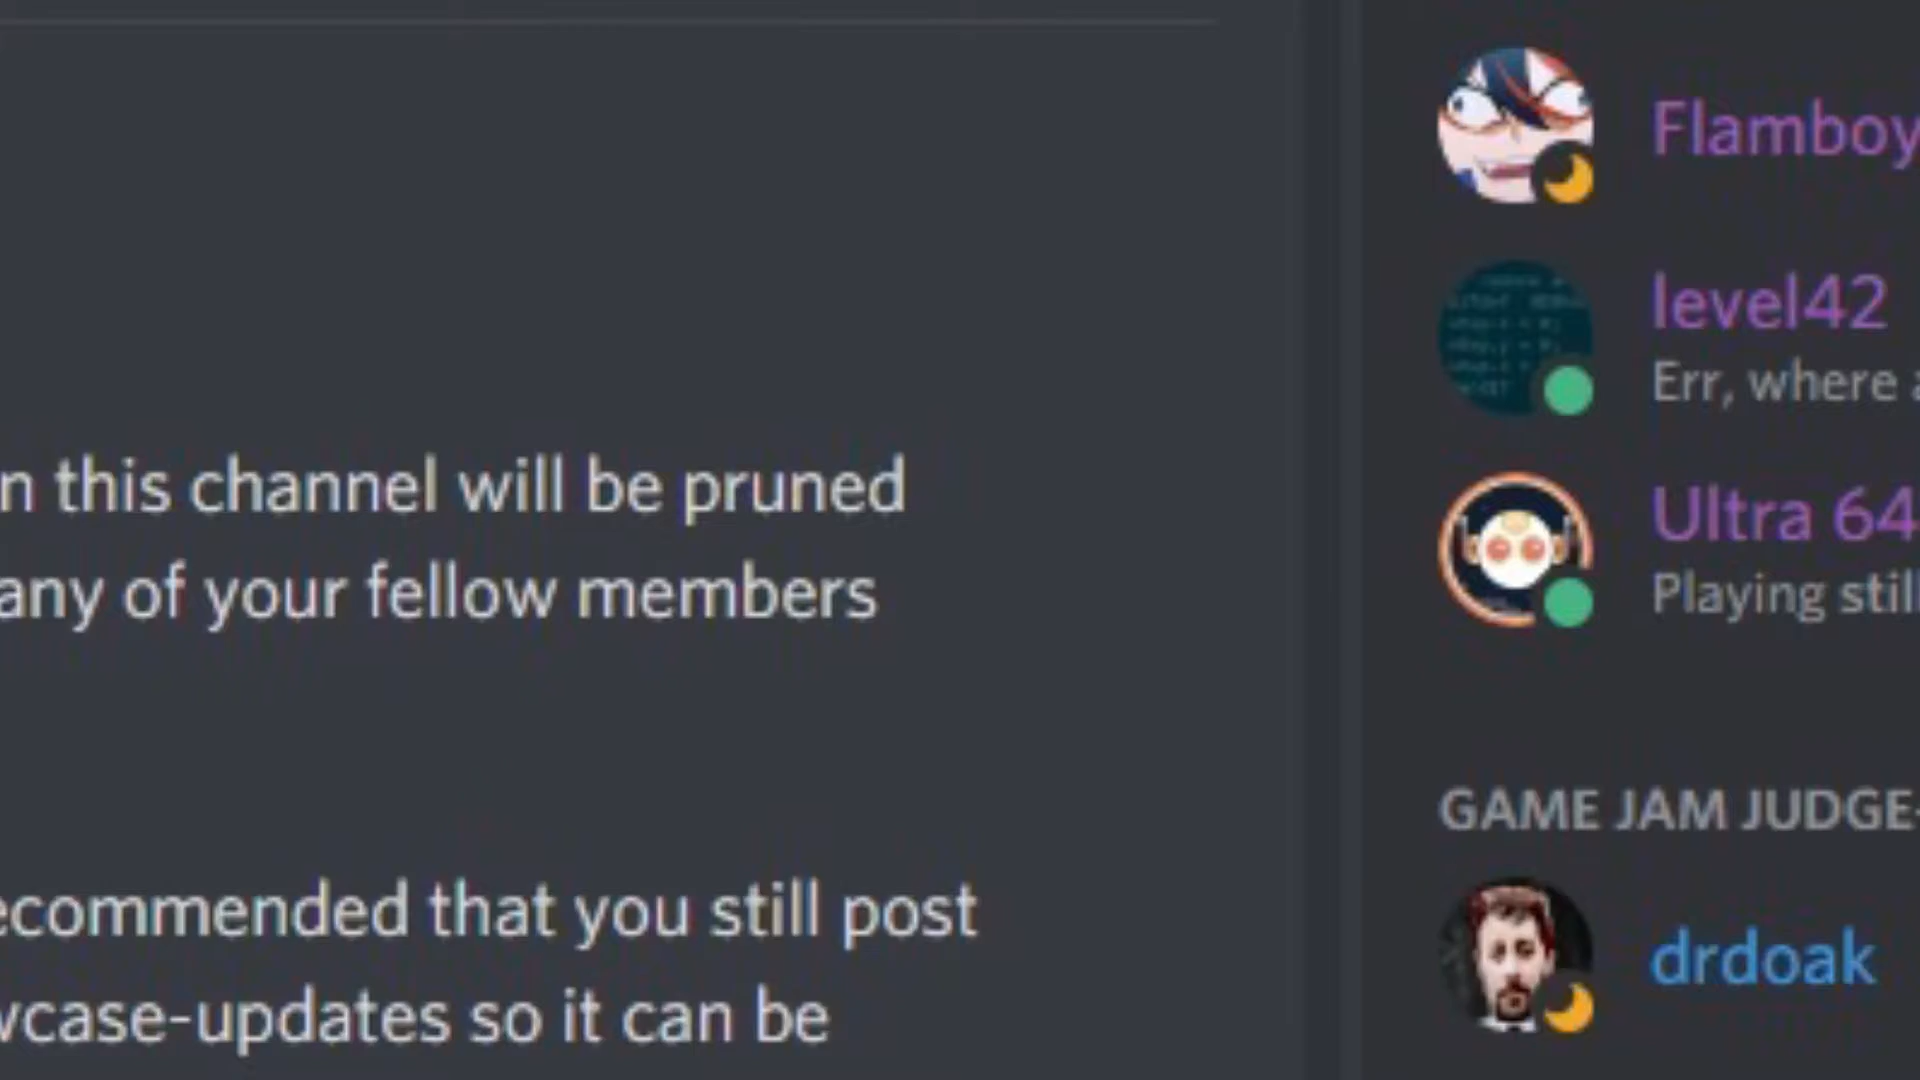 n this channel will be pruned
any of your fellow members
ecommended that you still post
wcase-updates so it can be
Flamboy
level42
Err, where a
Ultra 64
Playing still
GAME JAM JUDGE-
drdoak